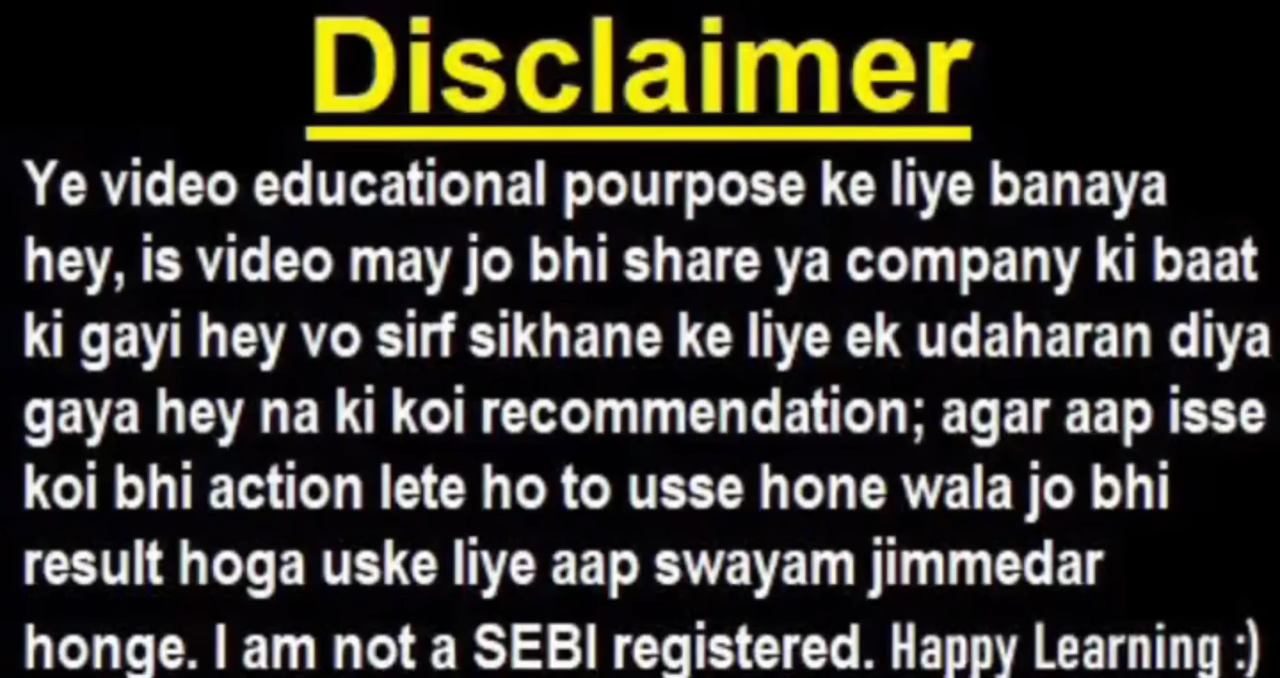 Disclaimer
Ye video educational pourpose ke liye banaya
hey, is video may jo bhi share ya company ki baat
ki gayi hey vo sirf sikhane ke liye ek udaharan diya
gaya hey na ki koi recommendation; agar aap isse
koi bhi action lete ho to usse hone wala jo bhi
result hoga uske liye aap swayam jimmedar
honge. I am not a SEBI registered. Happy Learning :)